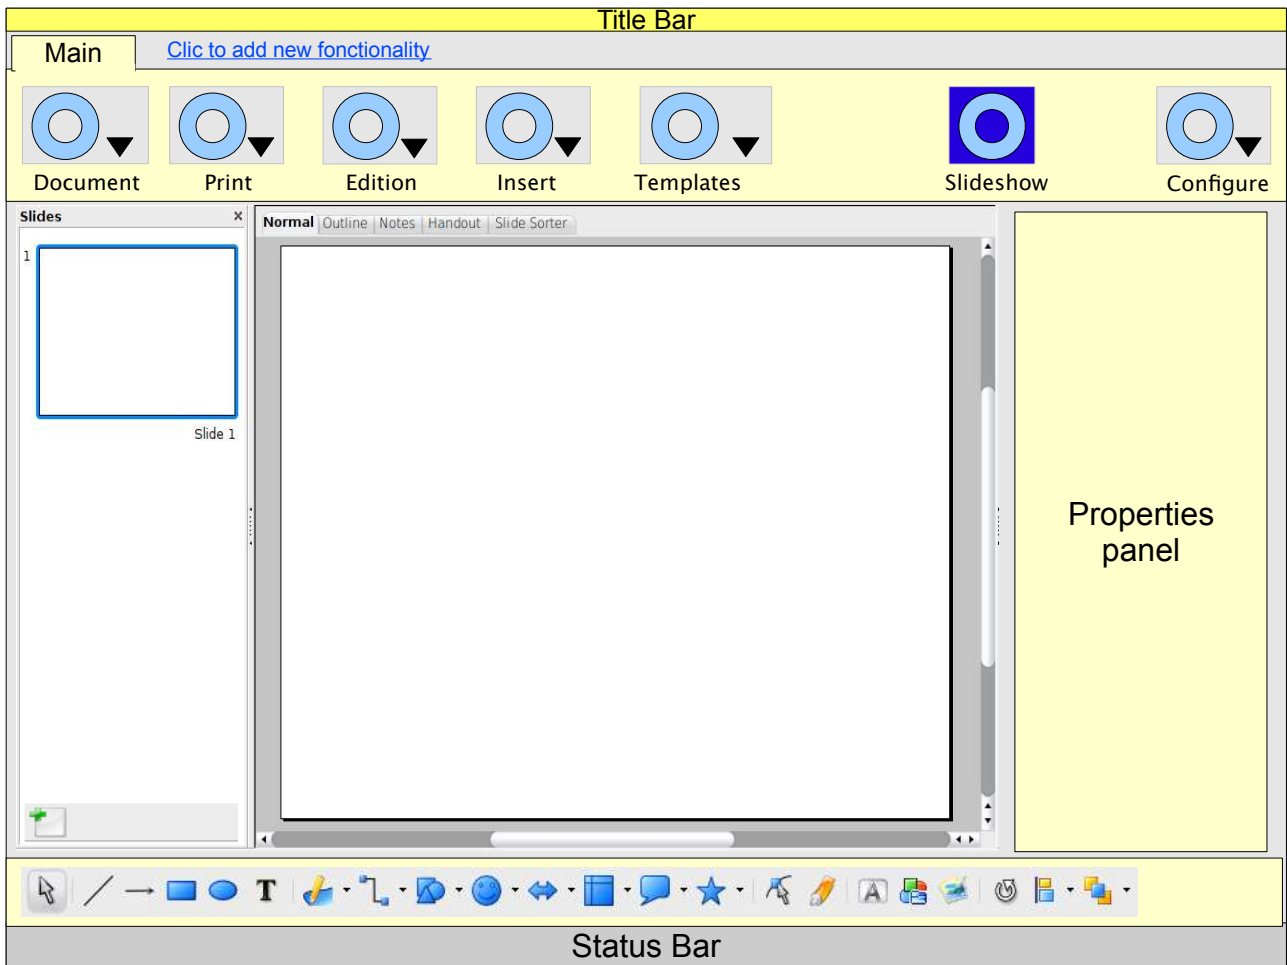 Title Bar
Main
Clic to add new fonctionality
Document Print Edition Insert Templates Slideshow Configure
Slides x
Normal Outline Notes Handout Slide Sorter
1
Slide 1
Properties
panel
T A
Status Bar